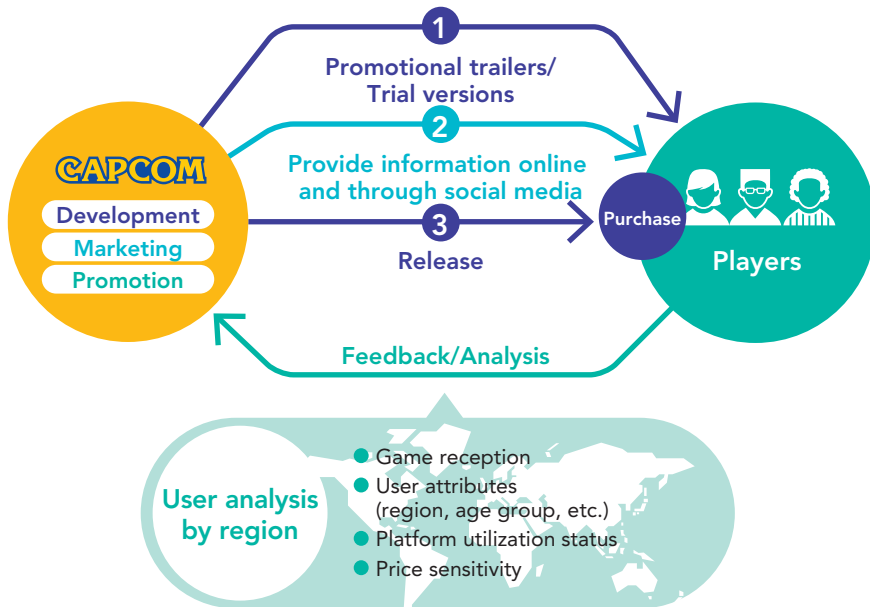 1
Promotional trailers/
Trial versions
2
Provide information online
and through social media
CAPCOM
Development
Marketing
Promotion
3
Release
Purchase
Players
Feedback/Analysis
User analysis
by region
● Game reception
● User attributes
(region, age group, etc.)
● Platform utilization status
● Price sensitivity